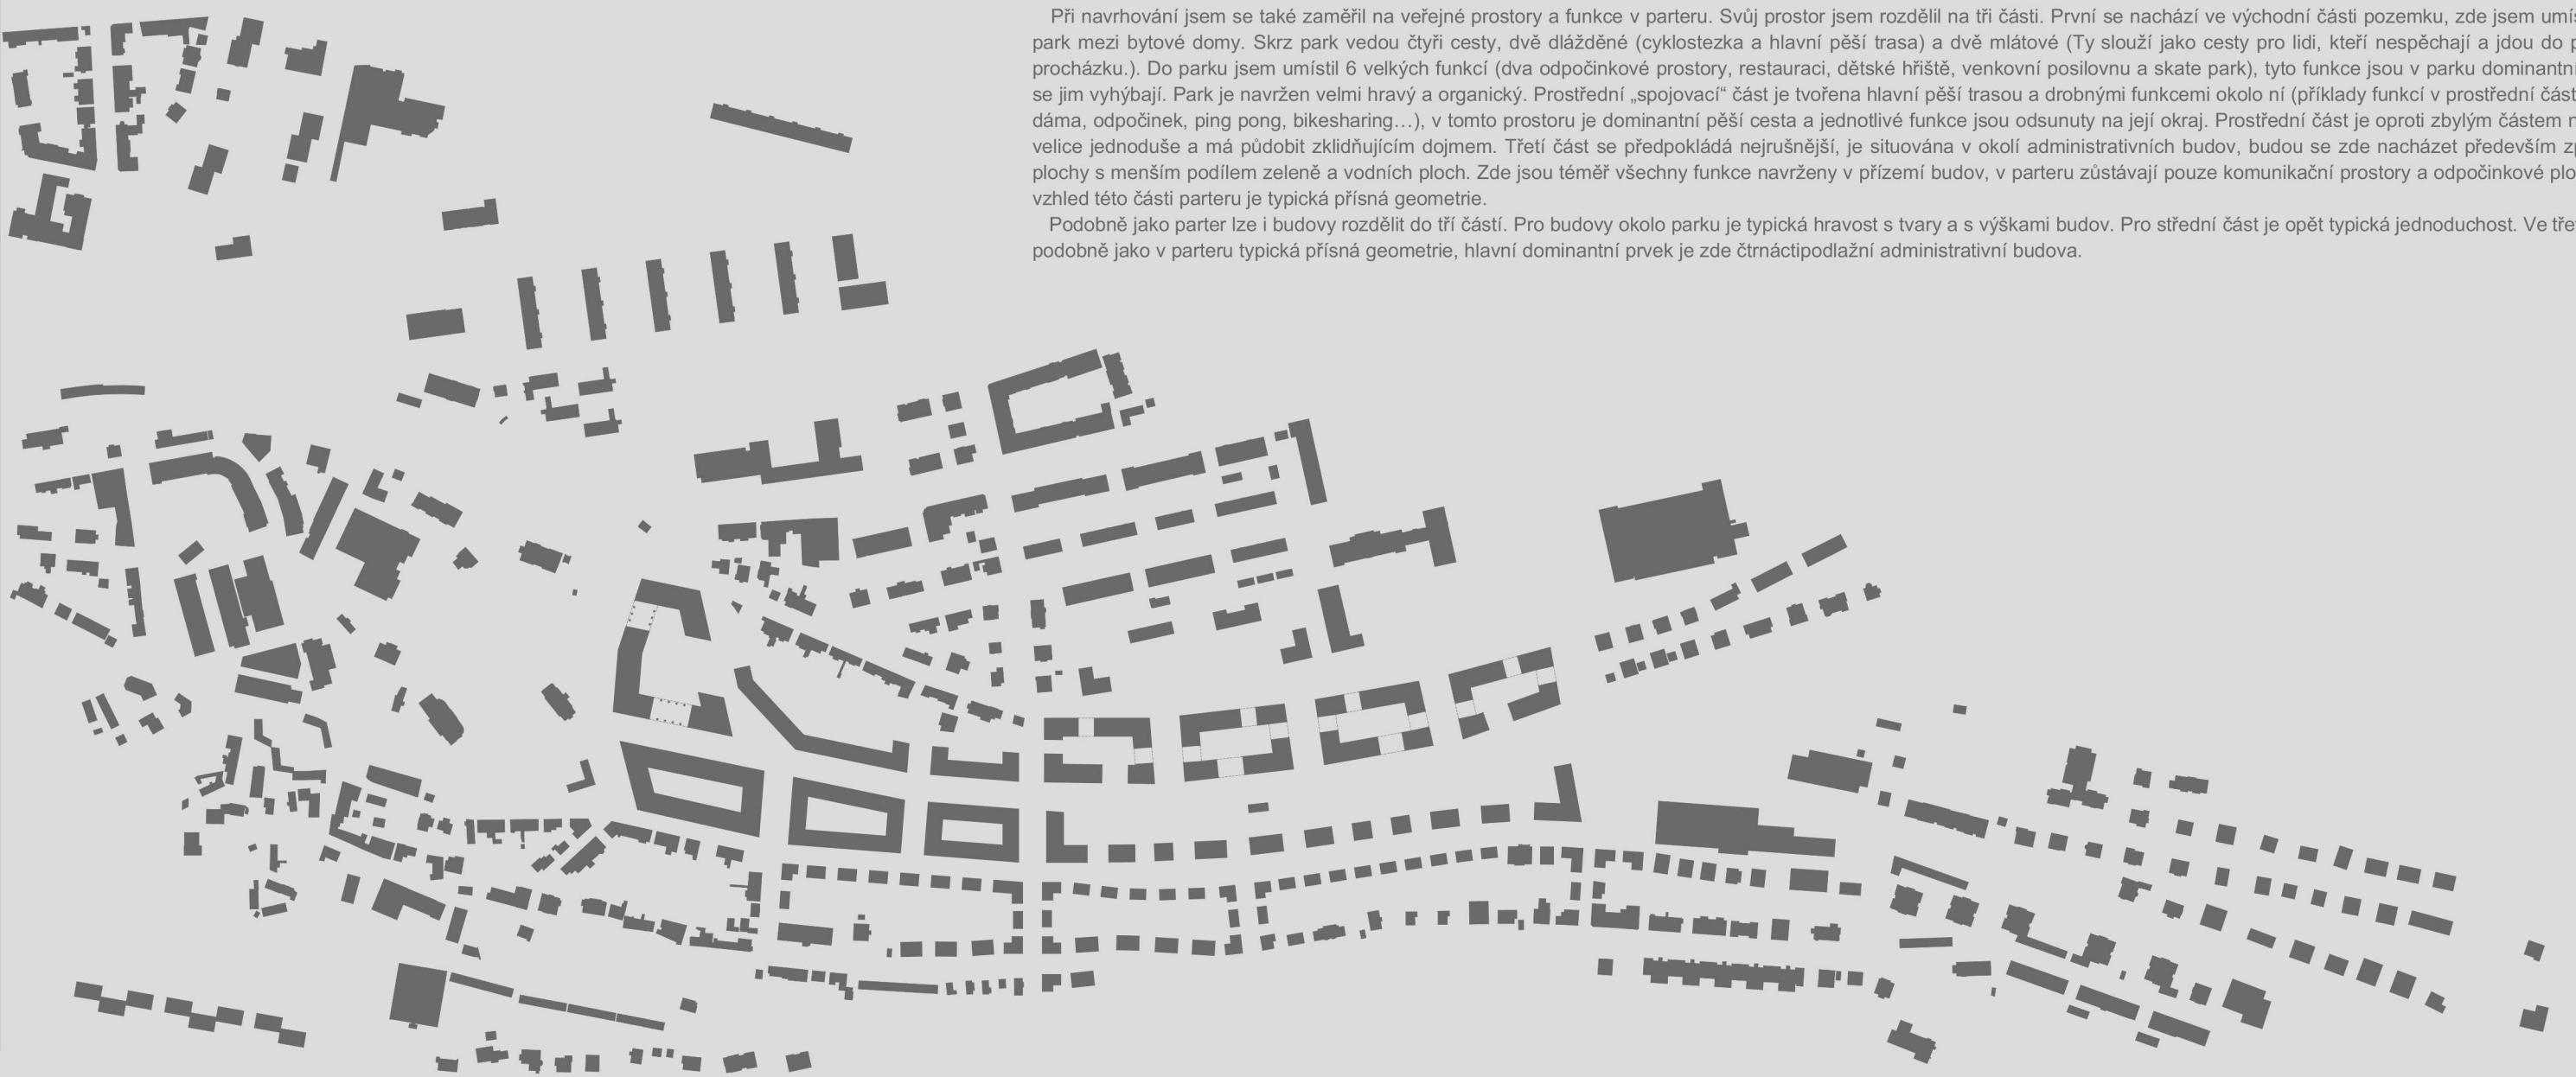 Při navrhování jsem se také zaměřil na veřejné prostory a funkce v parteru. Svůj prostor jsem rozdělil na tři části. První se nachází ve východní části pozemku, zde jsem
park mezi bytové domy. Skrz park vedou čtyři cesty, dvě dlážděné (cyklostezka a hlavní pěší trasa) a dvě mlátové (Ty slouží jako cesty pro lidi, kteří nespěchají a jdou do
procházku.). Do parku jsem umístil 6 velkých funkcí (dva odpočinkové prostory, restauraci, dětské hřiště, venkovní posilovnu a skate park), tyto funkce jsou v parku dominantní
se jim vyhýbají. Park je navržen velmi hravý a organický. Prostřední „spojovací“ část je tvořena hlavní pěší trasou a drobnými funkcemi okolo ní (příklady funkcí v prostřední
dáma, odpočinek, ping pong, bikesharing…), v tomto prostoru je dominantní pěší cesta a jednotlivé funkce jsou odsunuty na její okraj. Prostřední část je oproti zbylým částem
velice jednoduše a má půdobit zklidňujícím dojmem. Třetí část se předpokládá nejrušnější, je situována v okolí administrativních budov, budou se zde nacházet především
plochy s menším podílem zeleně a vodních ploch. Zde jsou téměř všechny funkce navrženy v přízemí budov, v parteru zůstávají pouze komunikační prostory a odpočinkové
vzhled této části parteru je typická přísná geometrie.
Podobně jako parter lze i budovy rozdělit do tří částí. Pro budovy okolo parku je typická hravost s tvary a s výškami budov. Pro střední část je opět typická jednoduchost. Ve
podobně jako v parteru typická přísná geometrie, hlavní dominantní prvek je zde čtrnáctipodlažní administrativní budova.